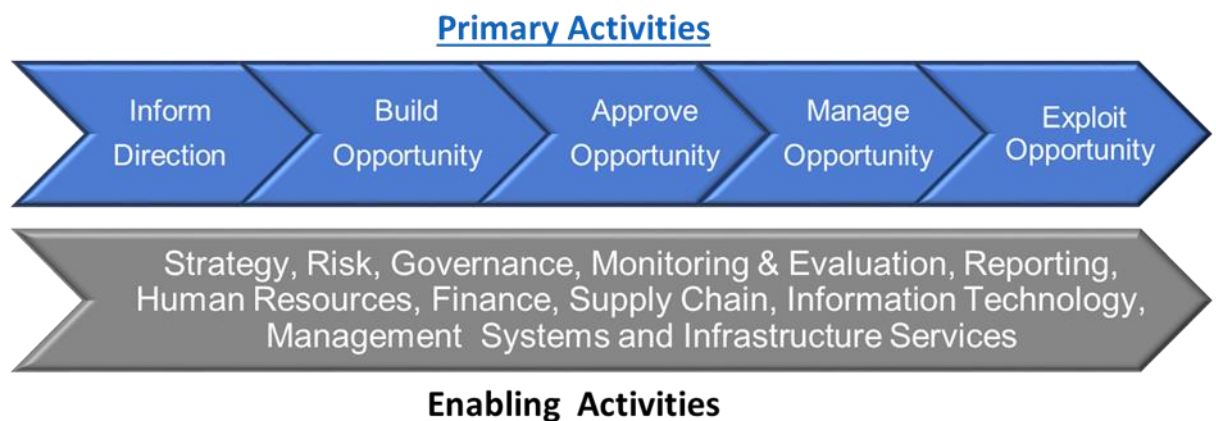 Primary Activities
Inform
Direction
Build
Opportunity
Approve
Opportunity
Manage
Opportunity
Exploit
Opportunity
Strategy, Risk, Governance, Monitoring & Evaluation, Reporting,
Human Resources, Finance, Supply Chain, Information Technology,
Management Systems and Infrastructure Services
Enabling Activities